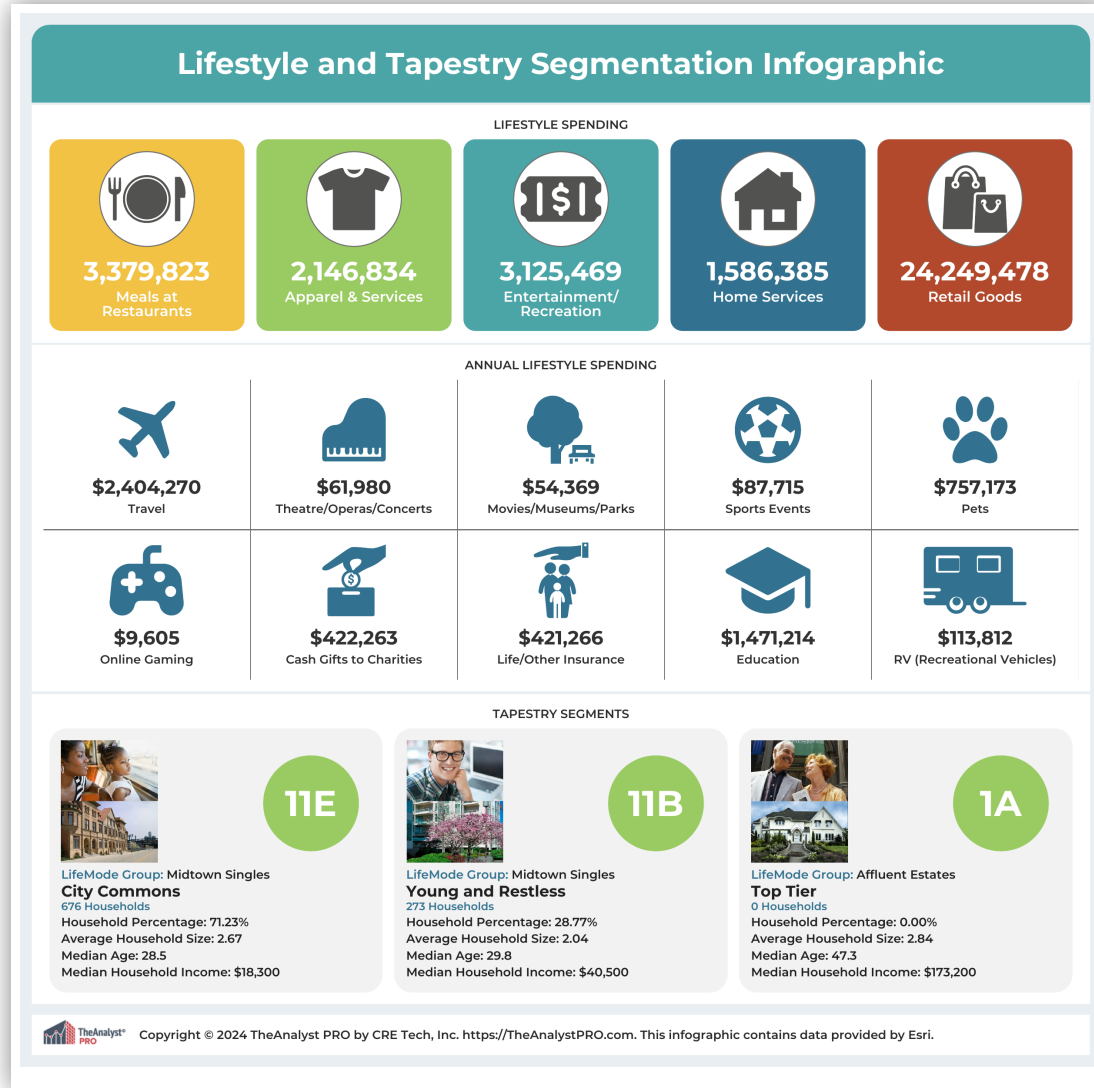 Lifestyle and Tapestry Segmentation Infographic
LIFESTYLE SPENDING
3,379,823
Meals at
Restaurants
2,146,834
Apparel & Services
3,125,469
Entertainment/
Recreation
1,586,385
Home Services
24,249,478
Retail Goods
ANNUAL LIFESTYLE SPENDING
$2,404,270
Travel
$61,980
Theatre/Operas/Concerts
$54,369
Movies/Museums/Parks
$87,715
Sports Events
$757,173
Pets
$9,605
Online Gaming
$422,263
Cash Gifts to Charities
$421,266
Life/Other Insurance
$1,471,214
Education
$113,812
RV (Recreational Vehicles)
TAPESTRY SEGMENTS
11E
LifeMode Group: Midtown Singles
City Commons
676 Households
Household Percentage: 71.23%
Average Household Size: 2.67
Median Age: 28.5
Median Household Income: $18,300
11B
LifeMode Group: Midtown Singles
Young and Restless
273 Households
Household Percentage: 28.77%
Average Household Size: 2.04
Median Age: 29.8
Median Household Income: $40,500
1A
LifeMode Group: Affluent Estates
Top Tier
0 Households
Household Percentage: 0.00%
Average Household Size: 2.84
Median Age: 47.3
Median Household Income: $173,200
TheAnalyst®
PRO
Copyright © 2024 TheAnalyst PRO by CRE Tech, Inc. https://TheAnalystPRO.com. This infographic contains data provided by Esri.